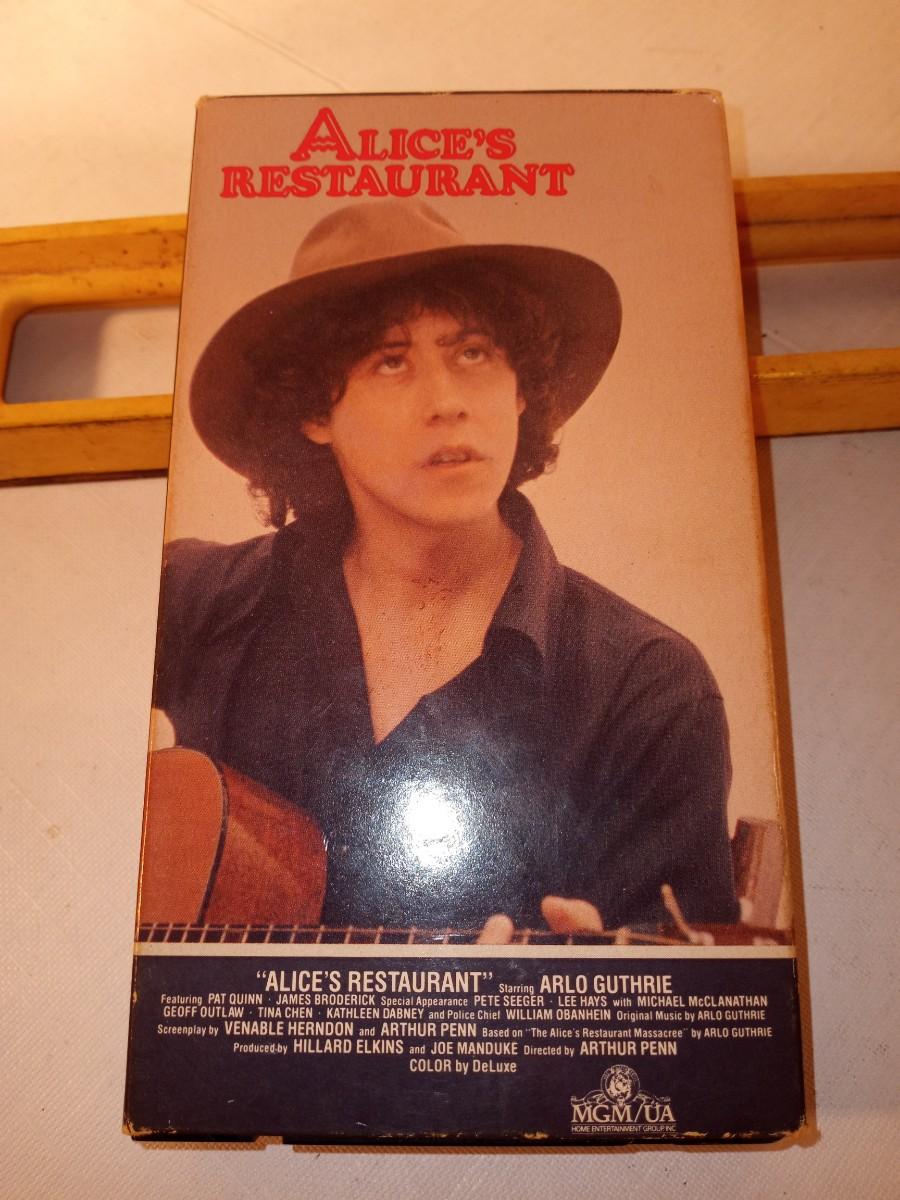 ALICE'S
RESTAURANT
"ALICE'S RESTAURANT" Starring ARLO GUTHRIE
Featuring PAT QUINN · JAMES BRODERICK Special Appearance PETE SEEGER · LEE HAYS with MICHAEL McCLANATHAN
GEOFF OUTLAW · TINA CHEN · KATHLEEN DABNEY and Police Chief WILLIAM OBANHEIN Original Music by ARLO GUTHRIE
Screenplay by VENABLE HERNDON and ARTHUR PENN Based on "The Alice's Restaurant Massacree" by ARLO GUTHRIE
Produced by HILLARD ELKINS and JOE MANDUKE Directed by ARTHUR PENN
COLOR by DeLuxe
MGM/UA
HOME ENTERTAINMENT GROUP, INC.